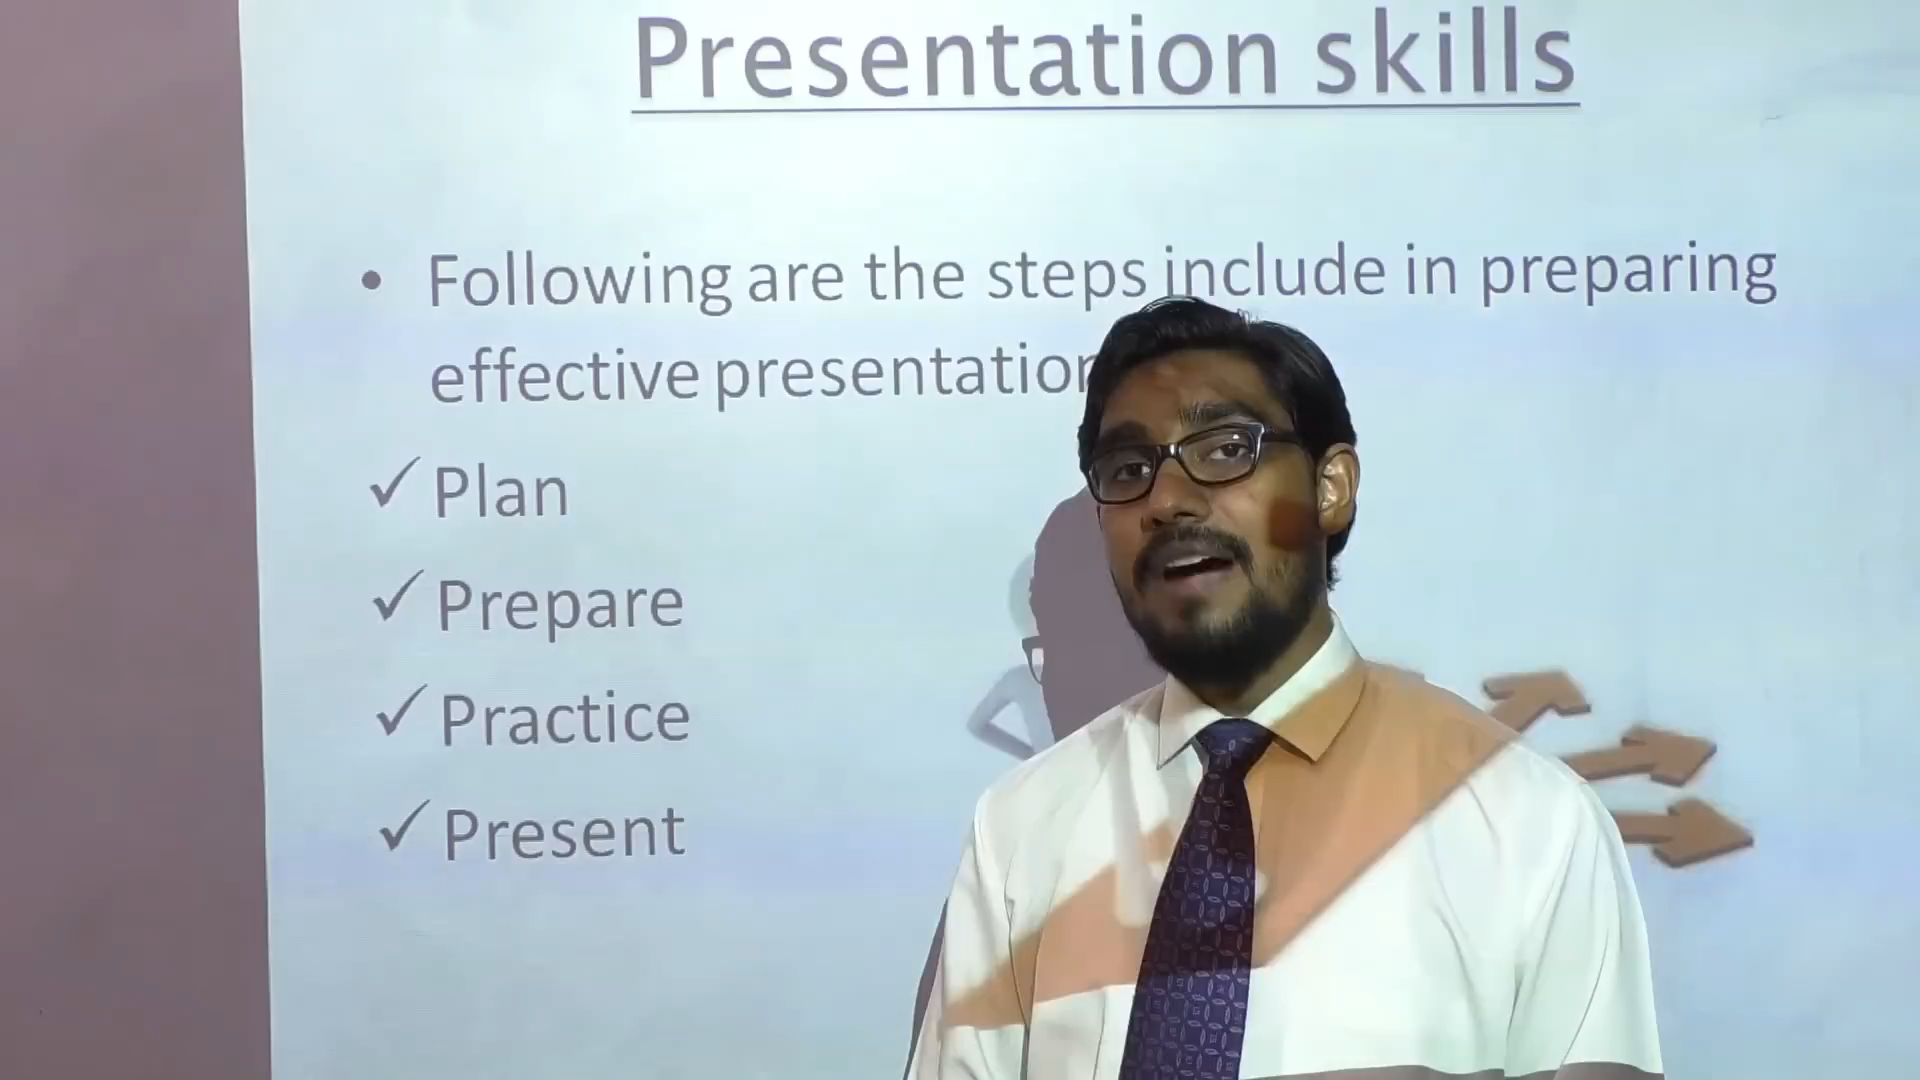 Presentation skills
• Following are the steps include in preparing
effective presentation
✓ Plan
✓ Prepare
✓ Practice
✓ Present